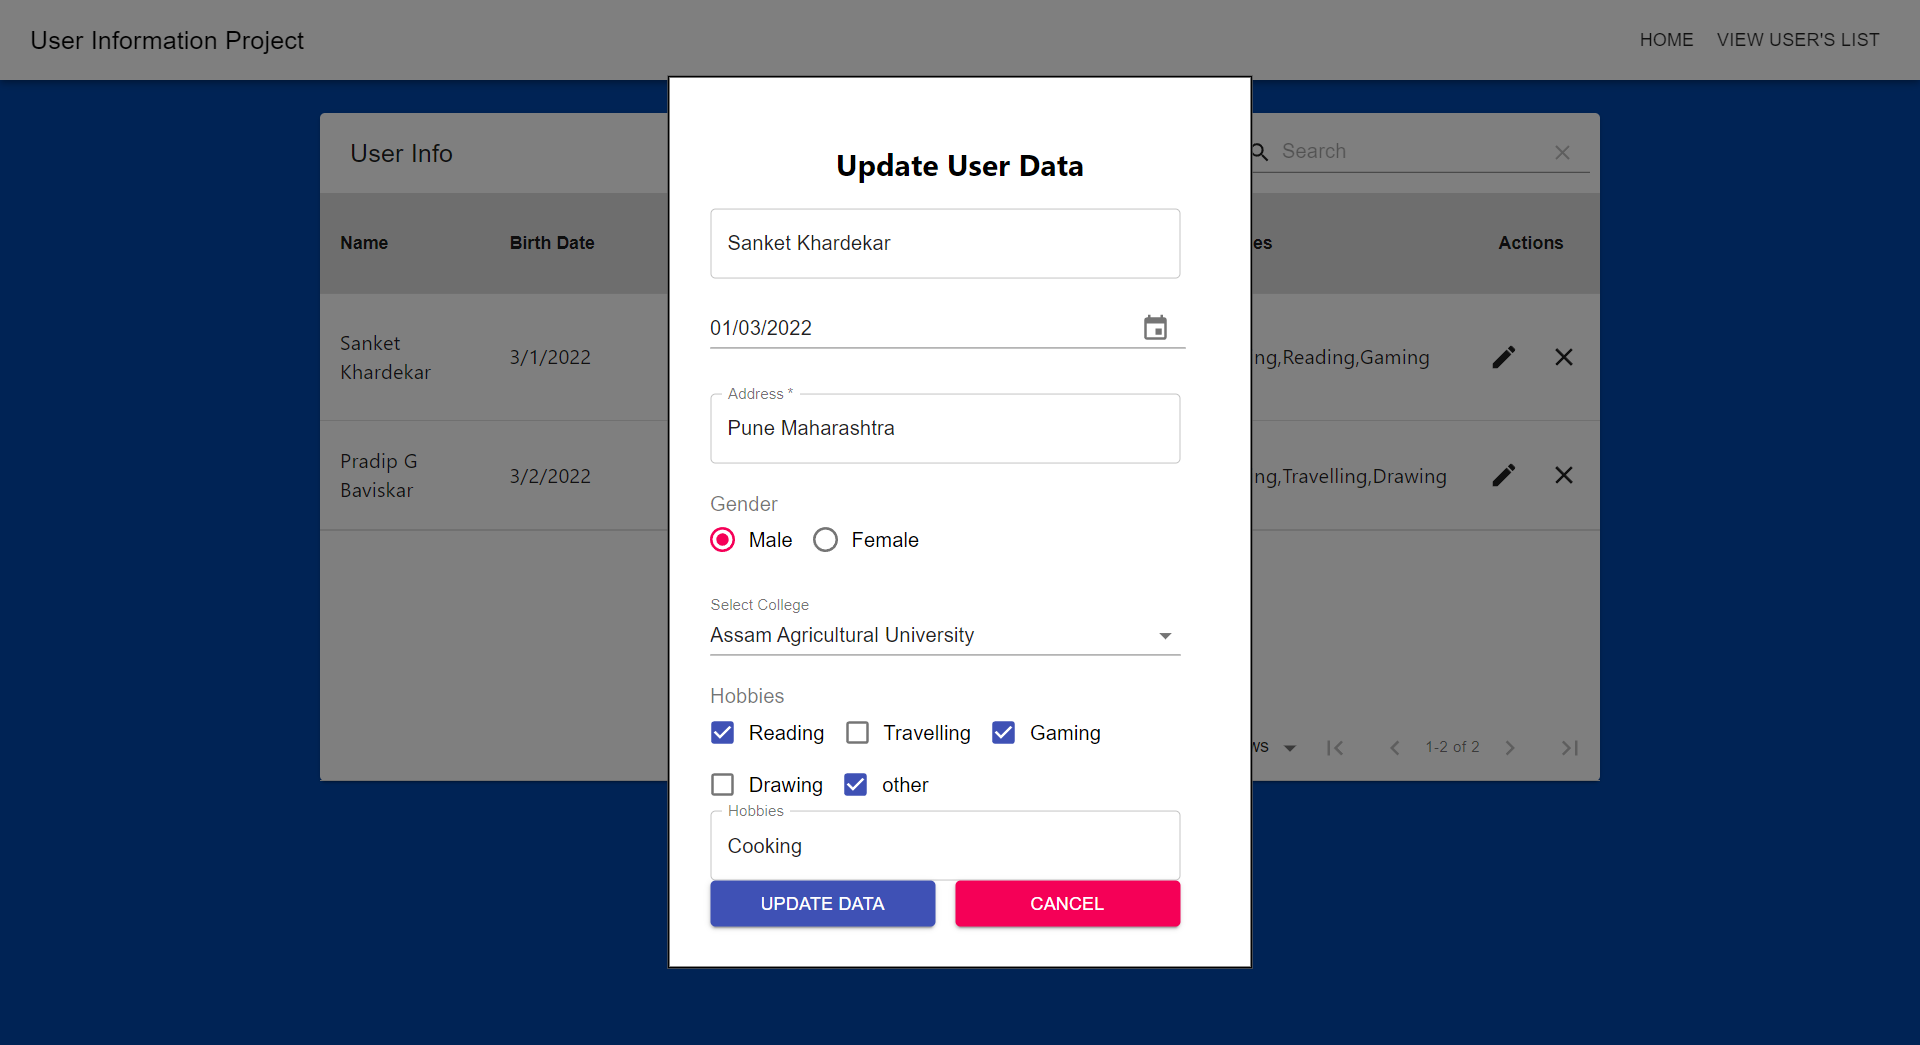 User Information Project
HOME
VIEW USER'S LIST
User Info
Search
Name
Birth Date
es
Actions
Sanket
Khardekar
3/1/2022
ng,Reading,Gaming
Pradip G
Baviskar
3/2/2022
ng,Travelling,Drawing
ws
1-2 of 2
Update User Data
Sanket Khardekar
01/03/2022
Address *
Pune Maharashtra
Gender
Male
Female
Select College
Assam Agricultural University
Hobbies
Reading
Travelling
Gaming
Drawing
other
Hobbies
Cooking
UPDATE DATA
CANCEL